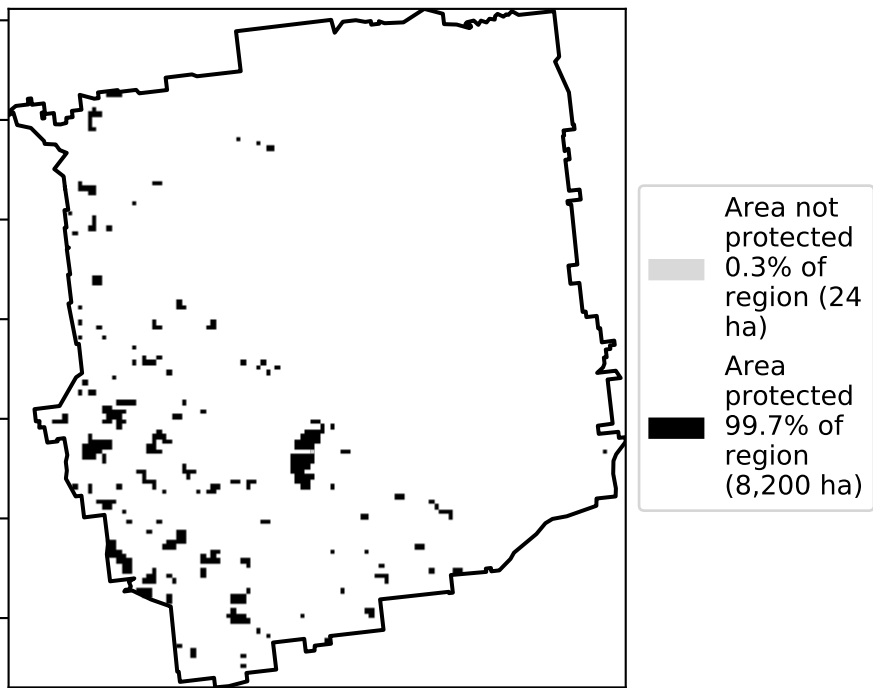 Area not
protected
0.3% of
region (24
ha)
Area
protected
99.7% of
region
(8,200 ha)